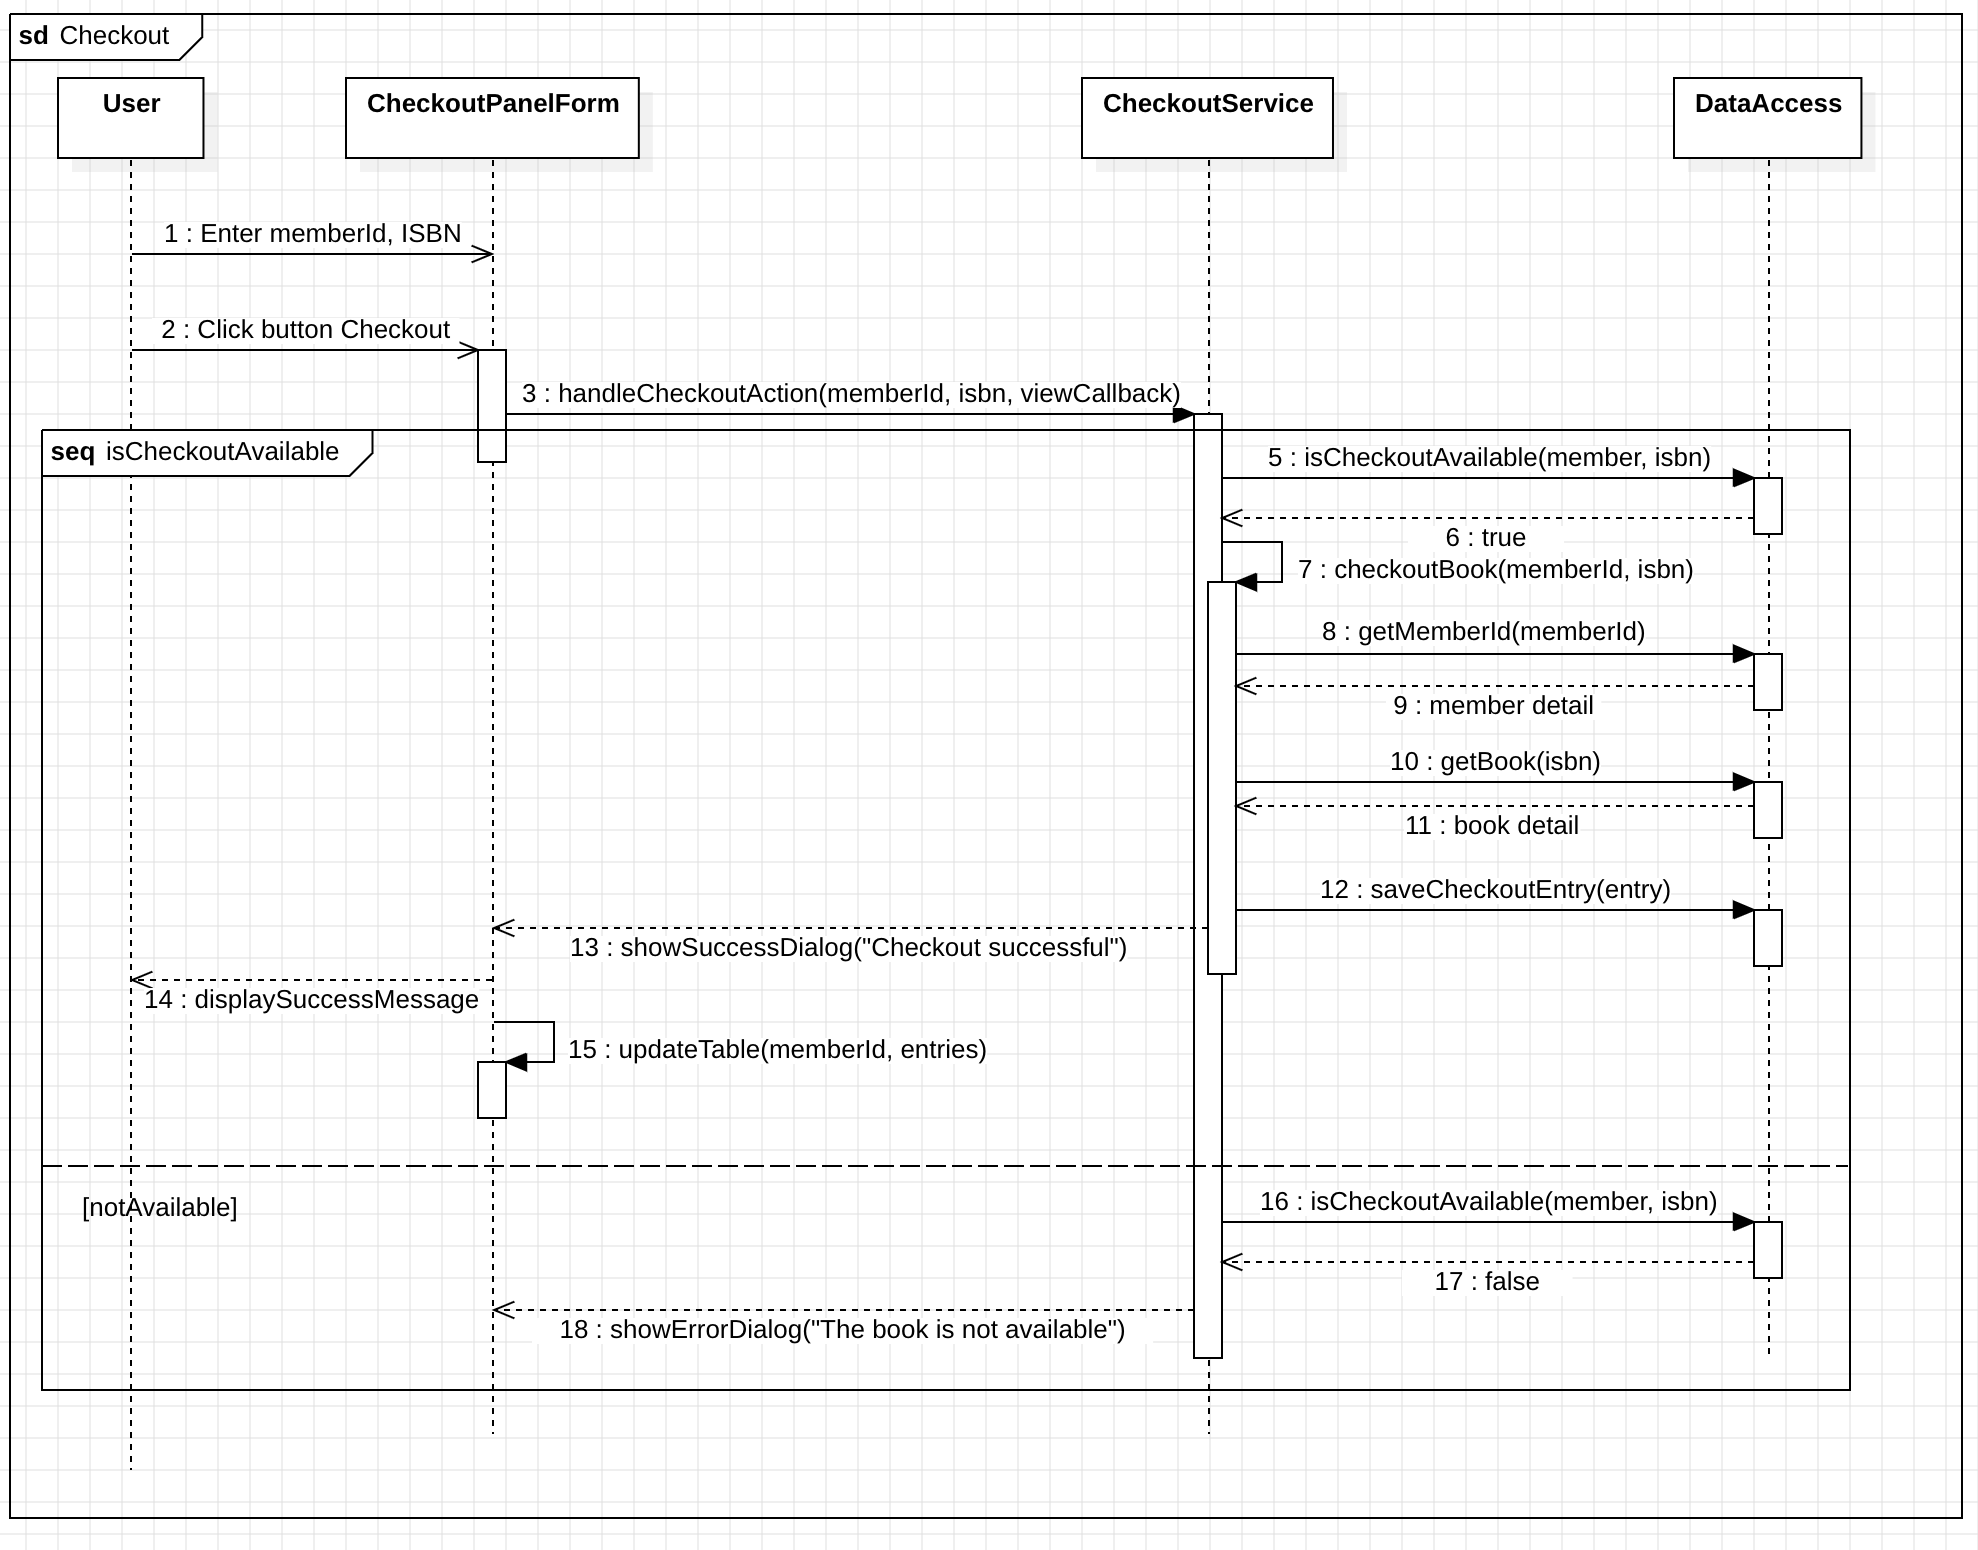 sd Checkout
User
CheckoutPanelForm
CheckoutService
DataAccess
1 : Enter memberId, ISBN
2 : Click button Checkout
3 : handleCheckoutAction(memberId, isbn, viewCallback)
seq isCheckoutAvailable
5 : isCheckoutAvailable(member, isbn)
6 : true
7 : checkoutBook(memberId, isbn)
8 : getMemberId(memberId)
9 : member detail
10 : getBook(isbn)
11 : book detail
12 : saveCheckoutEntry(entry)
13 : showSuccessDialog("Checkout successful")
14 : displaySuccessMessage
15 : updateTable(memberId, entries)
[notAvailable]
16 : isCheckoutAvailable(member, isbn)
17 : false
18 : showErrorDialog("The book is not available")